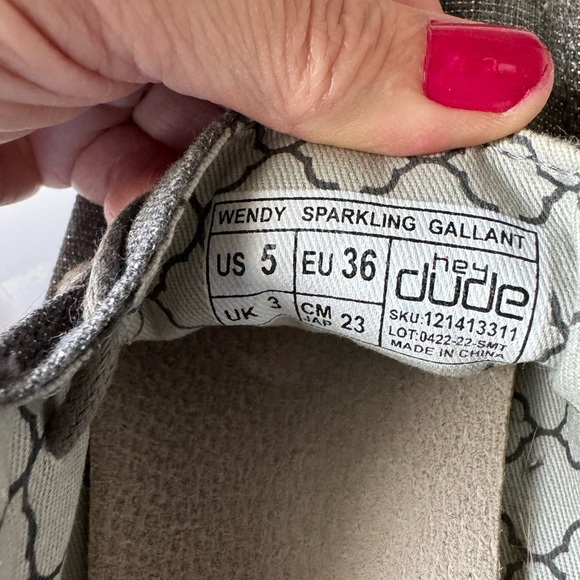 WENDY SPARKLING GALLANT
US 5
EU 36
UK 3
CM
JAP 23
hey
dude
SKU:121413311
LOT:0422-22-SMT
MADE IN CHINA